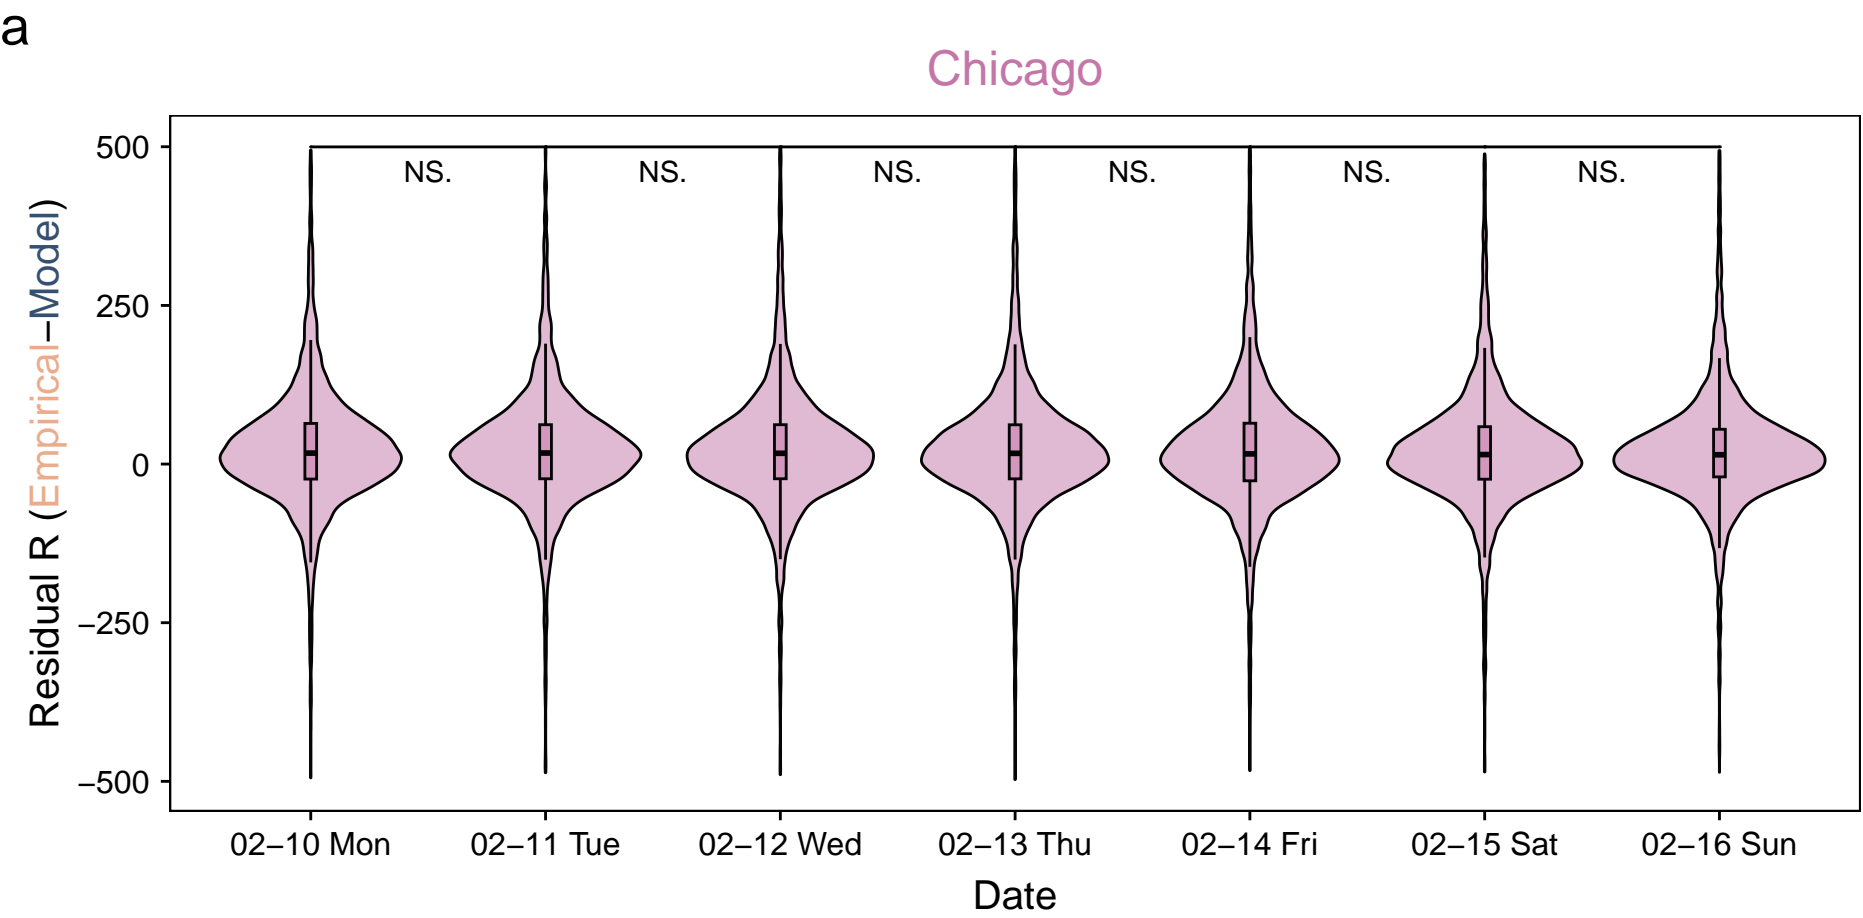 a
Chicago
500
NS. NS. NS. NS. NS. NS.
250
0
−250
−500
Residual R (Empirical−Model)
02−10 Mon 02−11 Tue 02−12 Wed 02−13 Thu 02−14 Fri 02−15 Sat 02−16 Sun
Date